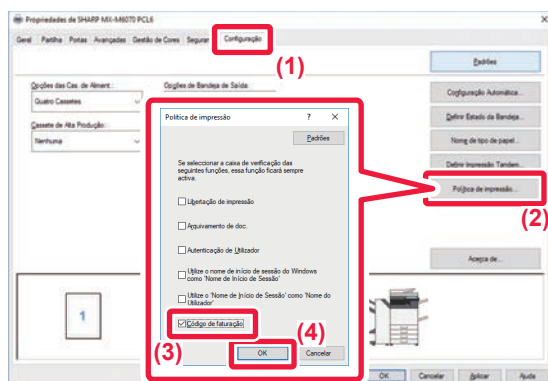 Propriedades de SHARP MX-M6070 PCL6
Geral Partilha Portas Avançadas Gestão de Cores Segurar Configuração
(1)
Padrões
Opções das Cas. de Aliment.:
Opções de Bandeja de Saída:
Quatro Cassetes
Configuração Automática...
Cassete de Alta Produção:
Nenhuma
Definir Estado da Bandeja...
Nome de tipo de papel...
Definir Impressão Tandem...
Política de impressão...
(2)
Acerca de...
Política de impressão ? ×
Padrões
Se seleccionar a caixa de verificação das
seguintes funções, essa função ficará sempre
activa.
Libertação de impressão
Arquivamento de doc.
Autenticação de Utilizador
Utilize o nome de início de sessão do Windows
como 'Nome de Início de Sessão'
Utilize o 'Nome de Início de Sessão' como 'Nome do
Utilizador'
Código de faturação
(3)
(4)
OK Cancelar
1
OK Cancelar Aplicar Ajuda